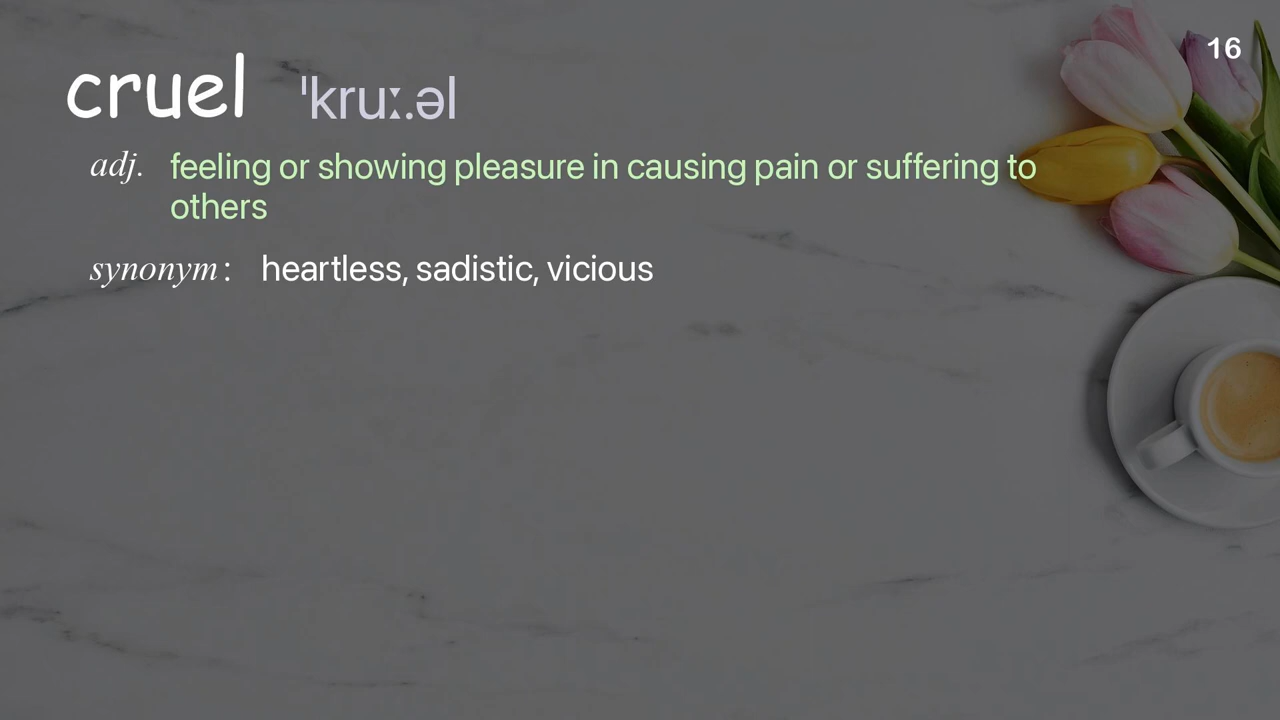 16
cruel ˈkruː.əl
adj. feeling or showing pleasure in causing pain or suffering to
others
synonym: heartless, sadistic, vicious